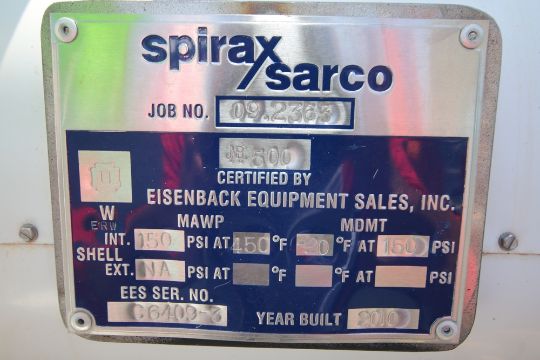 spirax
sarco
JOB NO. 09.2363
500
CERTIFIED BY
EISENBACK EQUIPMENT SALES, INC.
W
ERW
MAWP MDMT
INT. 150 PSI AT 450 °F -20 °F AT 150 PSI
SHELL
EXT. NA PSI AT °F °F AT PSI
EES SER. NO.
C6409-3 YEAR BUILT 2010